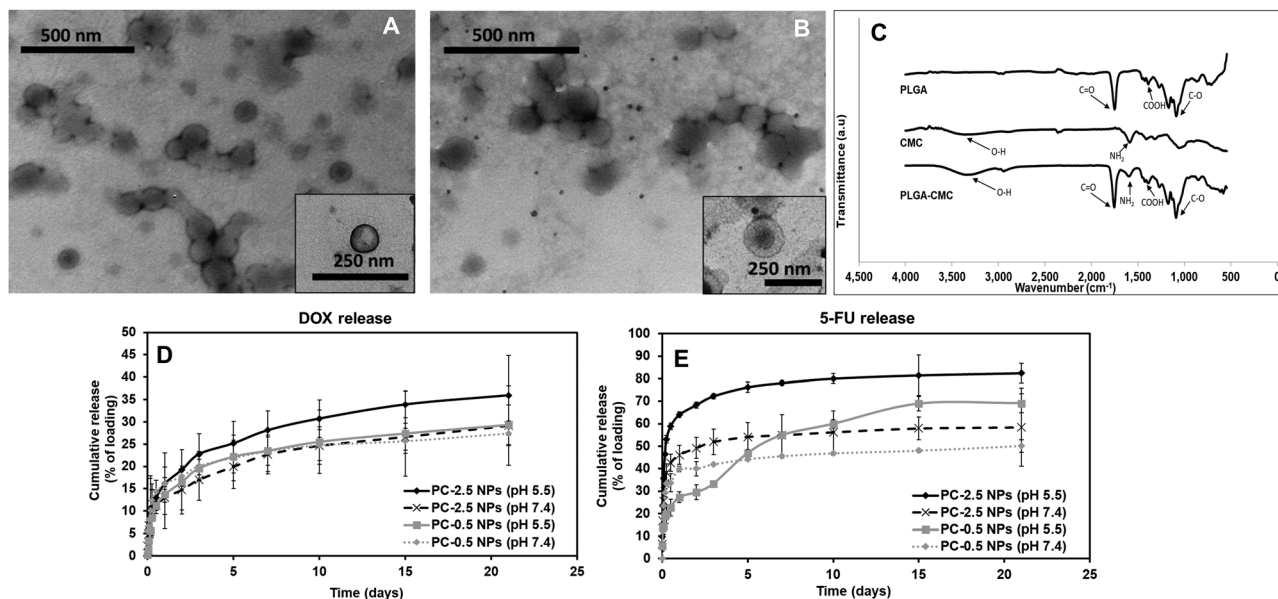 500 nm
A
250 nm
500 nm
B
250 nm
C
Transmittance (a.u)
PLGA
C=O
COOH
C-O
CMC
O-H
NH₂
PLGA-CMC
O-H
C=O
NH₂
COOH
C-O
4,500 4,000 3,500 3,000 2,500 2,000 1,500 1,000 500 0
Wavenumber (cm⁻¹)
DOX release
D
Cumulative release
(% of loading)
50
45
40
35
30
25
20
15
10
5
0
PC-2.5 NPs (pH 5.5)
PC-2.5 NPs (pH 7.4)
PC-0.5 NPs (pH 5.5)
PC-0.5 NPs (pH 7.4)
0 5 10 15 20 25
Time (days)
5-FU release
E
Cumulative release
(% of loading)
100
90
80
70
60
50
40
30
20
10
0
PC-2.5 NPs (pH 5.5)
PC-2.5 NPs (pH 7.4)
PC-0.5 NPs (pH 5.5)
PC-0.5 NPs (pH 7.4)
0 5 10 15 20 25
Time (days)